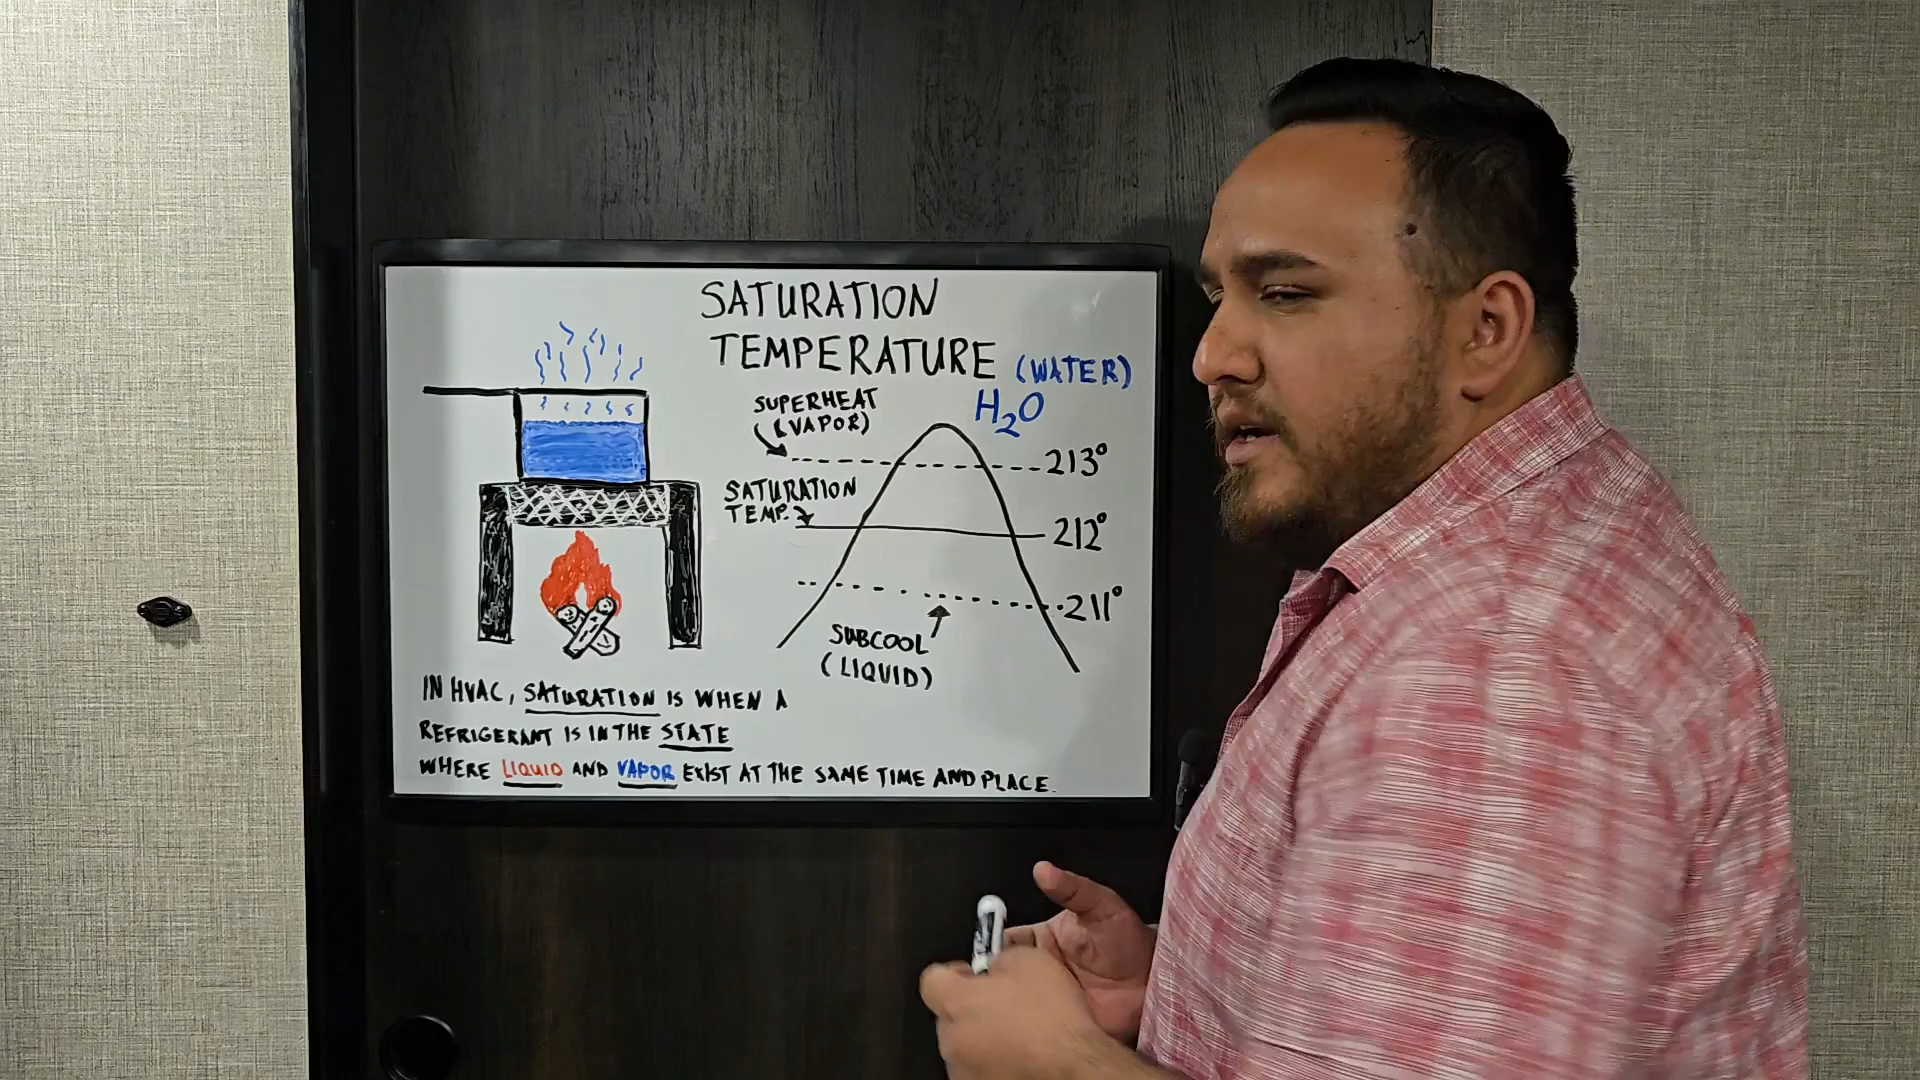 SATURATION
TEMPERATURE (WATER)
H2O
SUPERHEAT
(VAPOR)
213°
SATURATION
TEMP.
212°
211°
SUBCOOL
(LIQUID)
IN HVAC, SATURATION IS WHEN A
REFRIGERANT IS IN THE STATE
WHERE LIQUID AND VAPOR EXIST AT THE SAME TIME AND PLACE.